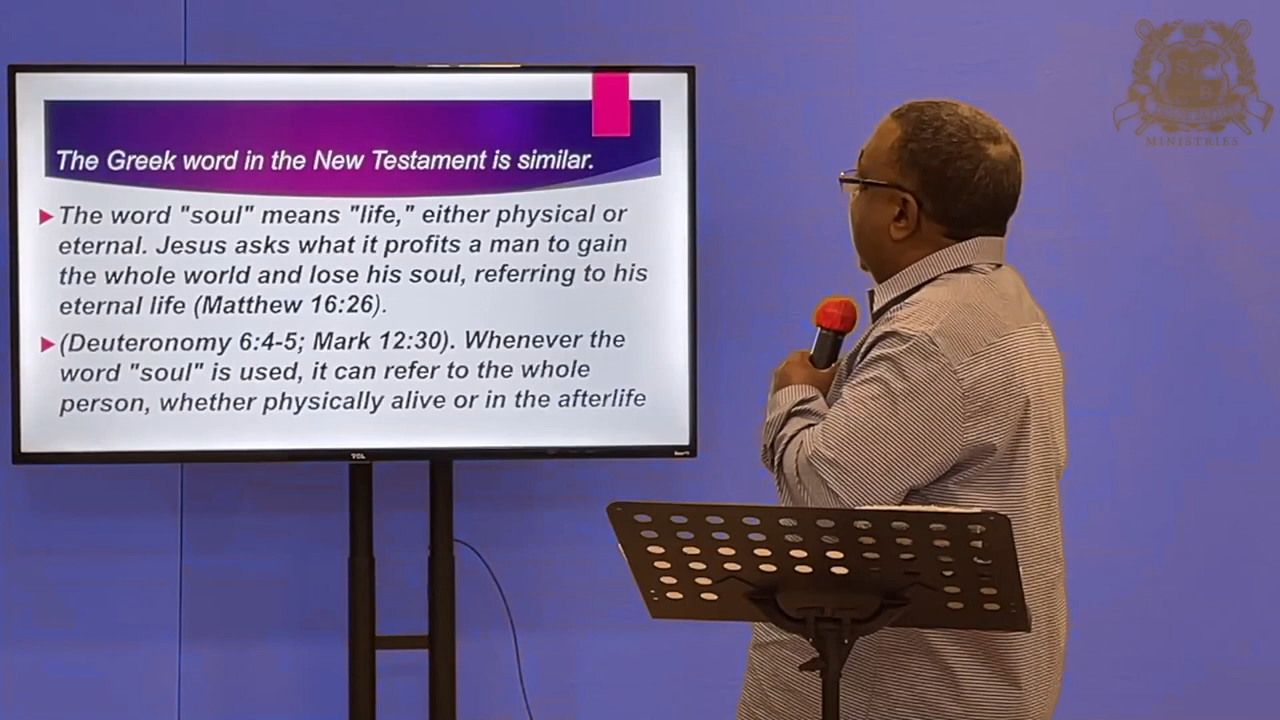 The Greek word in the New Testament is similar.
The word "soul" means "life," either physical or
eternal. Jesus asks what it profits a man to gain
the whole world and lose his soul, referring to his
eternal life (Matthew 16:26).
(Deuteronomy 6:4-5; Mark 12:30). Whenever the
word "soul" is used, it can refer to the whole
person, whether physically alive or in the afterlife
TCL
MINISTRIES